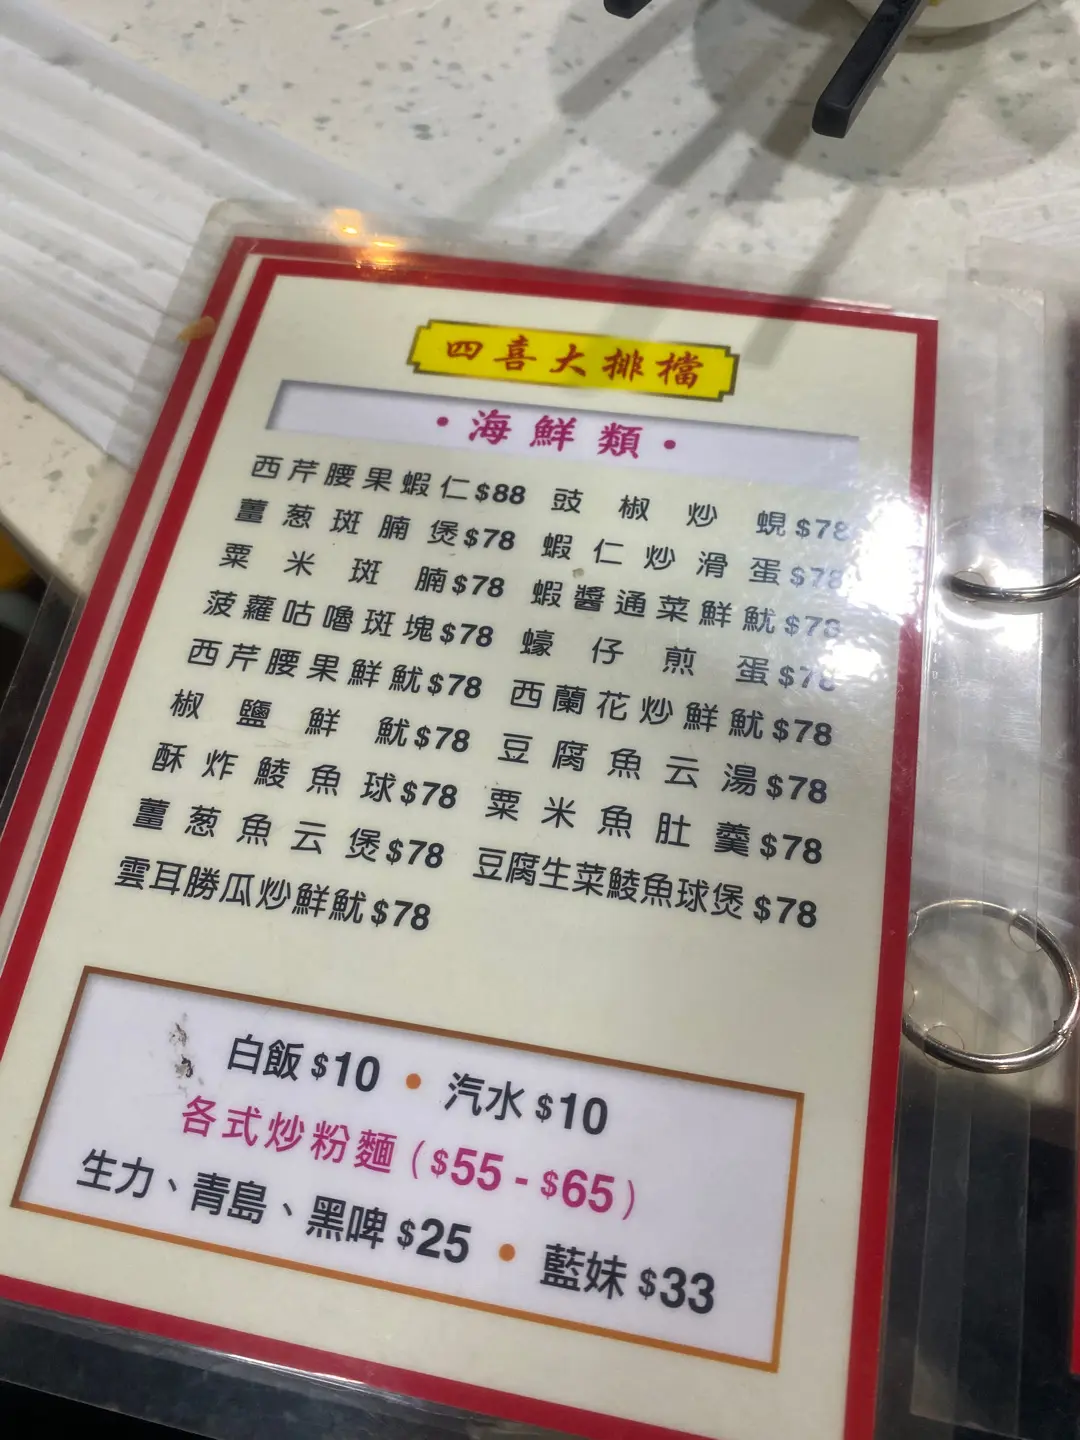 四喜大排檔
·海鮮類·
西芹腰果蝦仁$88 豉椒炒蜆$78
薑葱斑腩煲$78 蝦仁炒滑蛋$78
粟米斑腩$78 蝦醬通菜鮮魷$78
菠蘿咕嚕斑塊$78 蠔仔煎蛋$78
西芹腰果鮮魷$78 西蘭花炒鮮魷$78
椒鹽鮮魷$78 豆腐魚云湯$78
酥炸鯪魚球$78 粟米魚肚羹$78
薑葱魚云煲$78 豆腐生菜鯪魚球煲$78
雲耳勝瓜炒鮮魷$78
白飯$10·汽水$10
各式炒粉麵($55-$65)
生力、青島、黑啤$25·藍妹$33